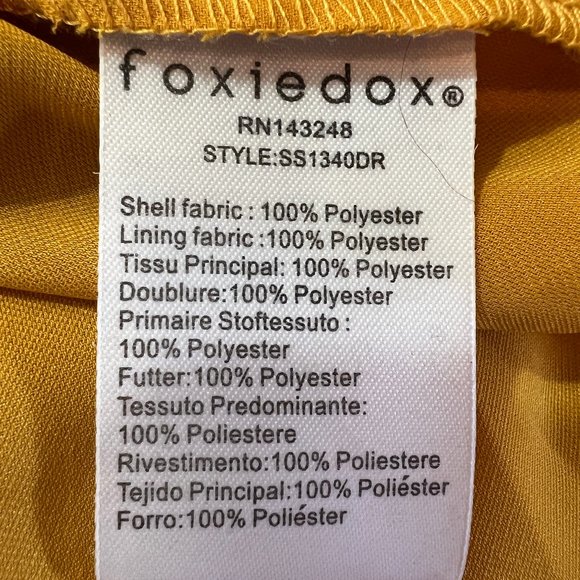 foxiedox®
RN143248
STYLE:SS1340DR
Shell fabric : 100% Polyester
Lining fabric :100% Polyester
Tissu Principal: 100% Polyester
Doublure:100% Polyester
Primaire Stoftessuto :
100% Polyester
Futter:100% Polyester
Tessuto Predominante:
100% Poliestere
Rivestimento:100% Poliestere
Tejido Principal:100% Poliéster
Forro:100% Poliéster